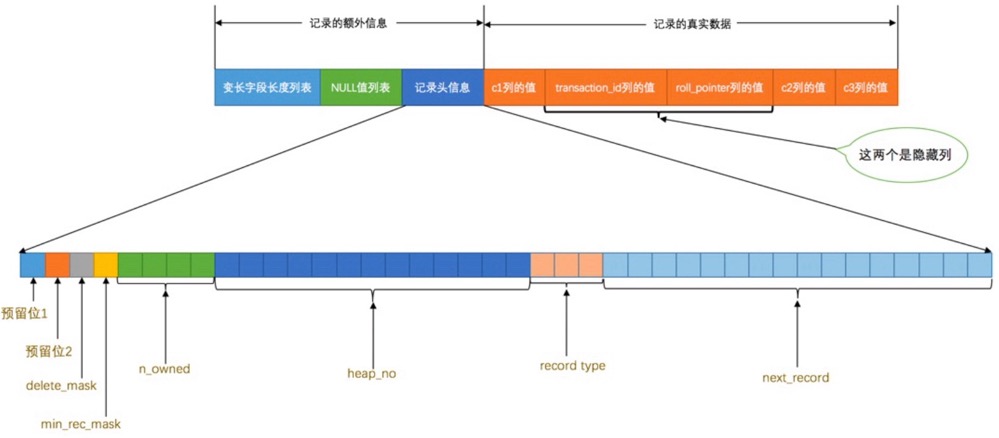 记录的额外信息
记录的真实数据
变长字段长度列表
NULL值列表
记录头信息
c1列的值
transaction_id列的值
roll_pointer列的值
c2列的值
c3列的值
这两个是隐藏列
预留位1
预留位2
delete_mask
min_rec_mask
n_owned
heap_no
record type
next_record